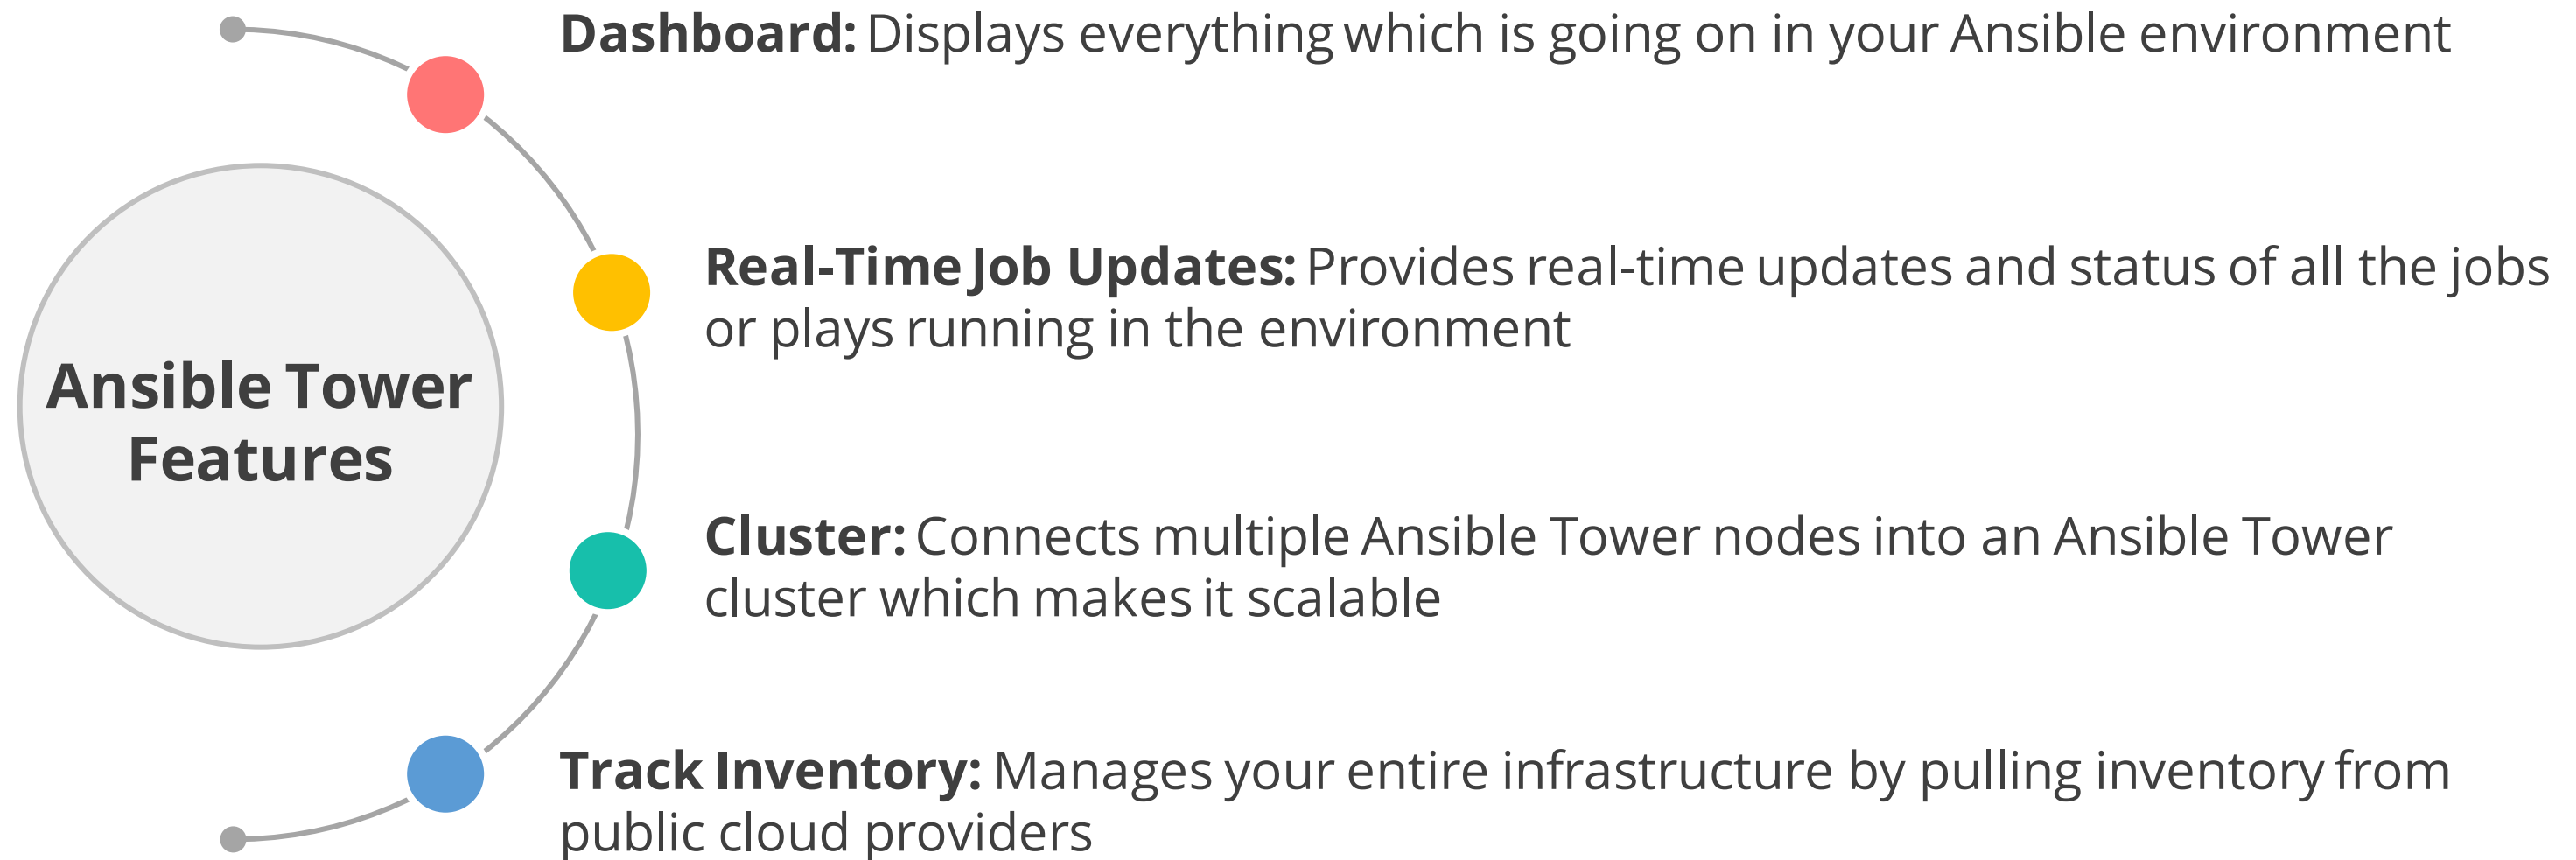 Dashboard: Displays everything which is going on in your Ansible environment
Real-Time Job Updates: Provides real-time updates and status of all the jobs
or plays running in the environment
Ansible Tower
Features
Cluster: Connects multiple Ansible Tower nodes into an Ansible Tower
cluster which makes it scalable
Track Inventory: Manages your entire infrastructure by pulling inventory from
public cloud providers